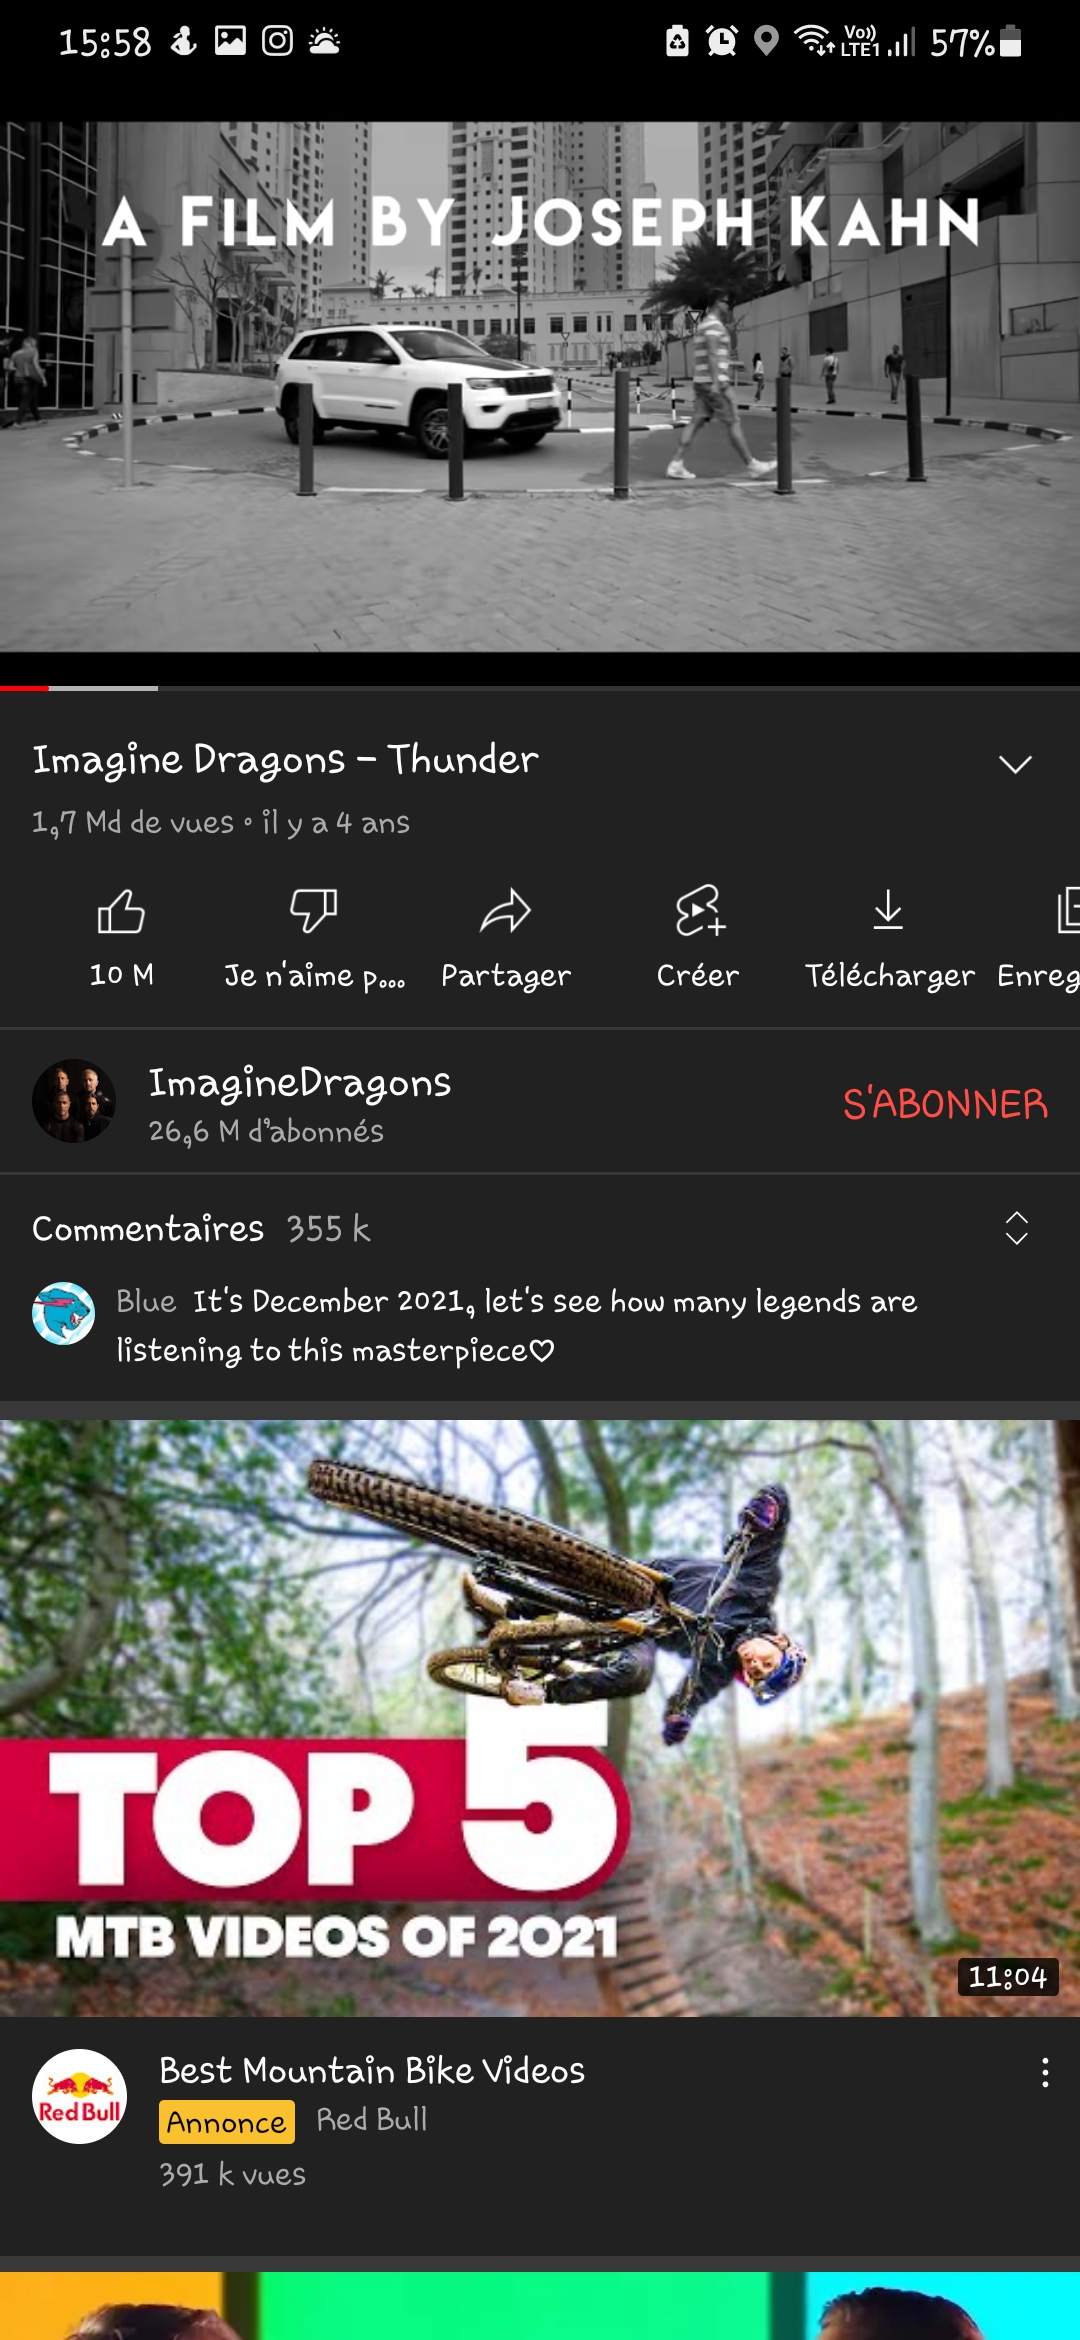 15:58
Vo))
LTE1
57%
A FILM BY JOSEPH KAHN
Imagine Dragons – Thunder
1,7 Md de vues • il y a 4 ans
10 M
Je n'aime p...
Partager
Créer
Télécharger
Enreg
ImagineDragons
26,6 M d'abonnés
S'ABONNER
Commentaires 355 k
Blue It's December 2021, let's see how many legends are
listening to this masterpiece♡
TOP 5
MTB VIDEOS OF 2021
11:04
Red Bull
Best Mountain Bike Videos
Annonce Red Bull
391 k vues